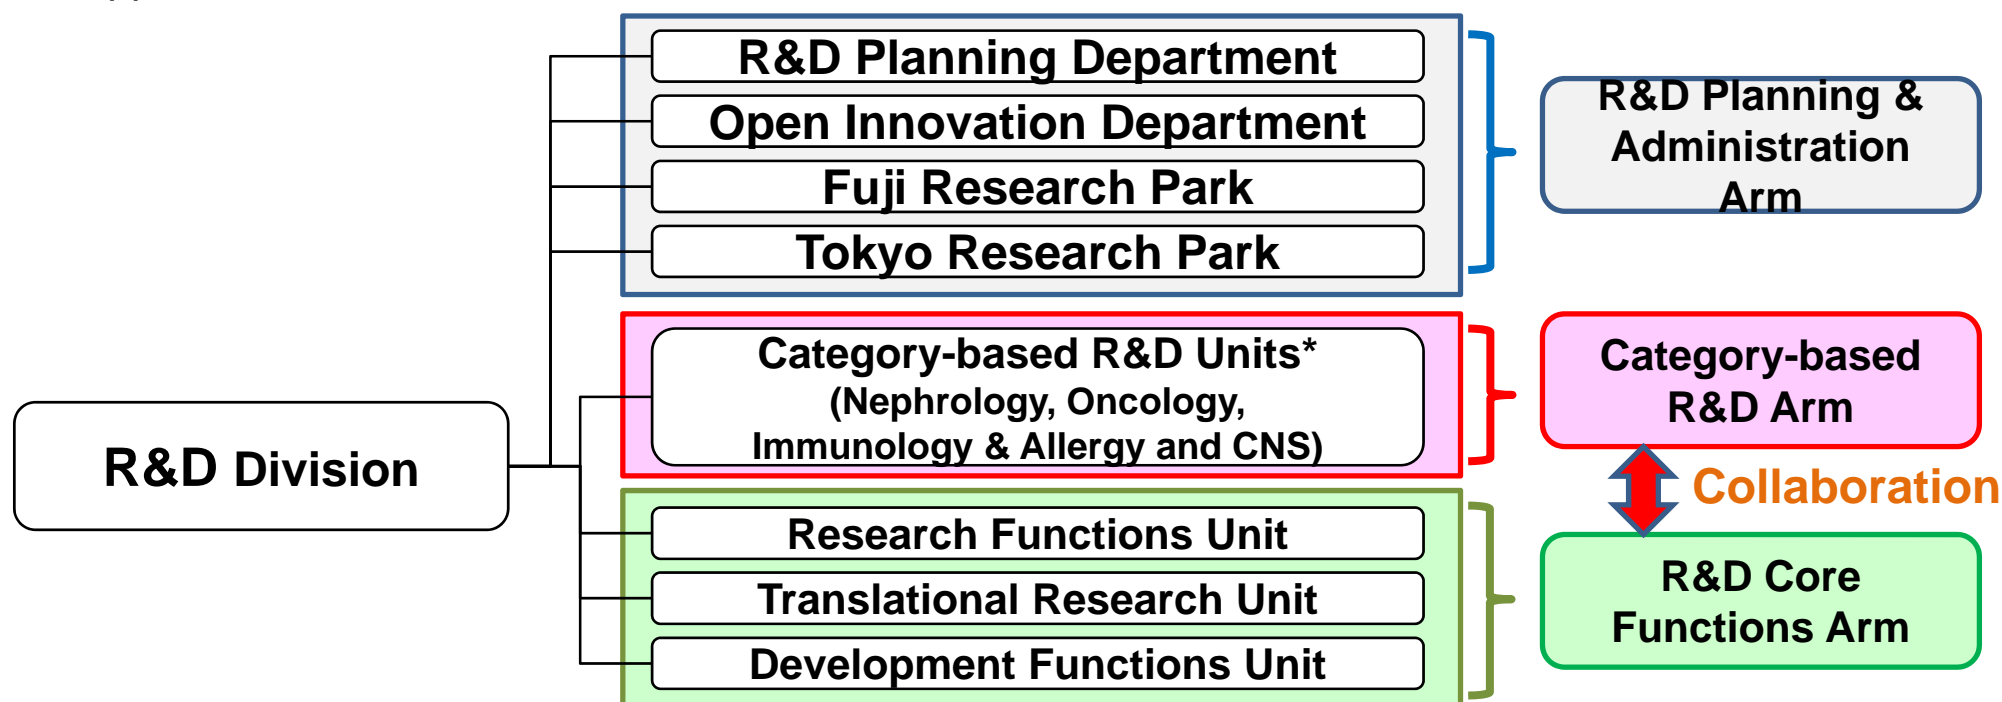 R&D Planning Department
Open Innovation Department
Fuji Research Park
Tokyo Research Park
R&D Planning &
Administration
Arm
Category-based R&D Units*
(Nephrology, Oncology,
Immunology & Allergy and CNS)
Category-based
R&D Arm
R&D Division
Collaboration
Research Functions Unit
Translational Research Unit
Development Functions Unit
R&D Core
Functions Arm